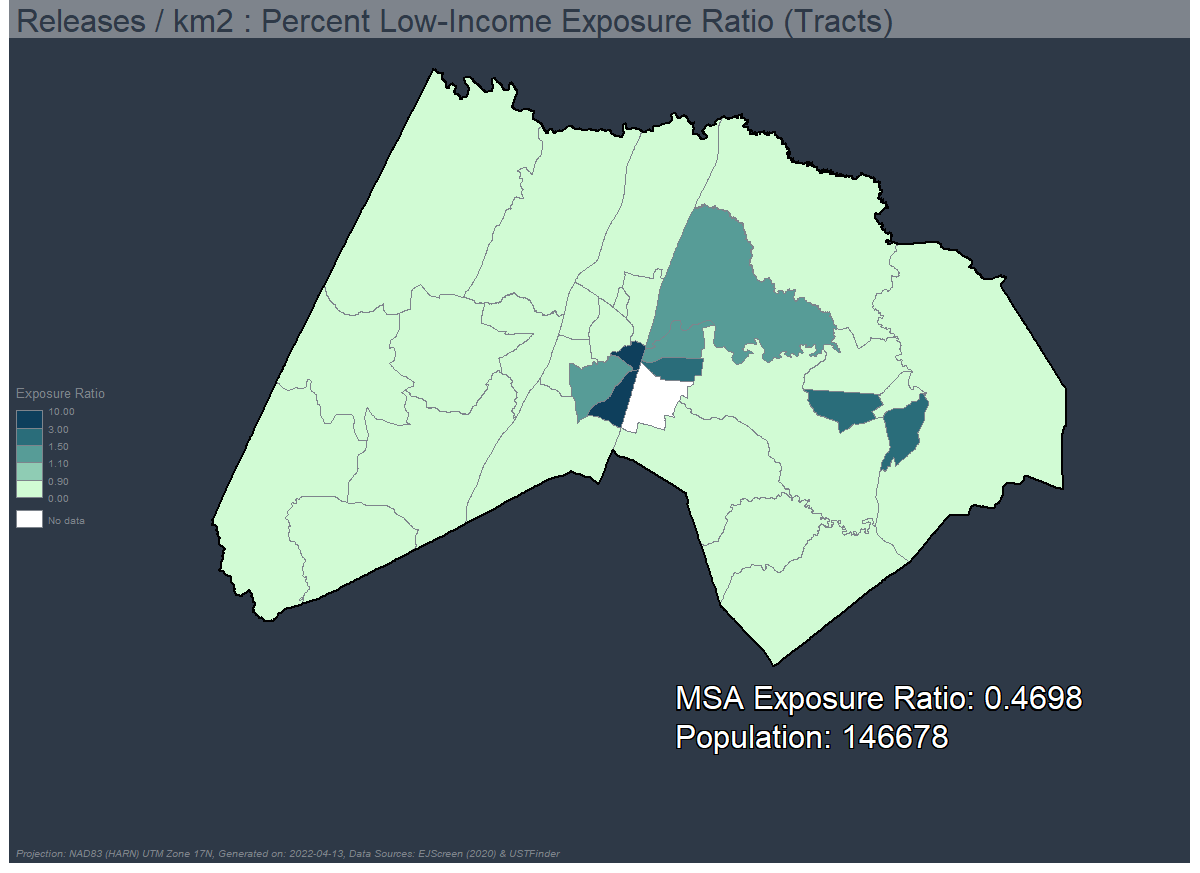 Releases / km2 : Percent Low-Income Exposure Ratio (Tracts)
Exposure Ratio
10.00
3.00
1.50
1.10
0.90
0.00
No data
MSA Exposure Ratio: 0.4698
Population: 146678
Projection: NAD83 (HARN) UTM Zone 17N, Generated on: 2022-04-13, Data Sources: EJScreen (2020) & USTFinder